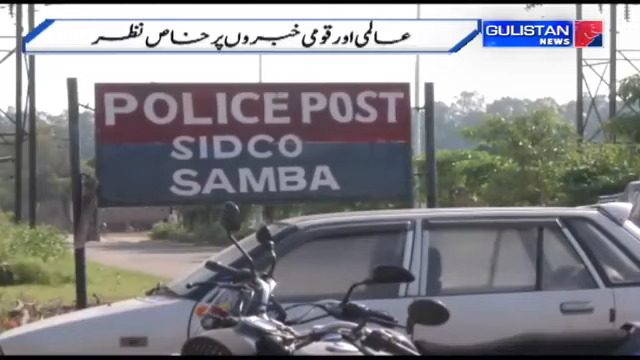 عالمی اور قومی خبروں پر خاص نظر
GULISTAN
NEWS
POLICE POST
SIDCO
SAMBA